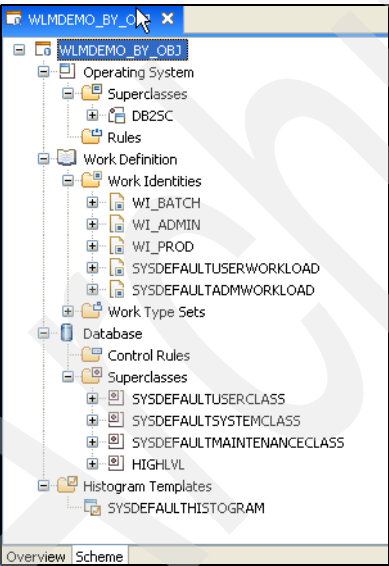 WLMDEMO_BY_OBJ
WLMDEMO_BY_OBJ
Operating System
Superclasses
DB2SC
Rules
Work Definition
Work Identities
WI_BATCH
WI_ADMIN
WI_PROD
SYSDEFAULTUSERWORKLOAD
SYSDEFAULTADMWORKLOAD
Work Type Sets
Database
Control Rules
Superclasses
SYSDEFAULTUSERCLASS
SYSDEFAULTSYSTEMCLASS
SYSDEFAULTMAINTENANCECLASS
HIGHLVL
Histogram Templates
SYSDEFAULTHISTOGRAM
Overview Scheme